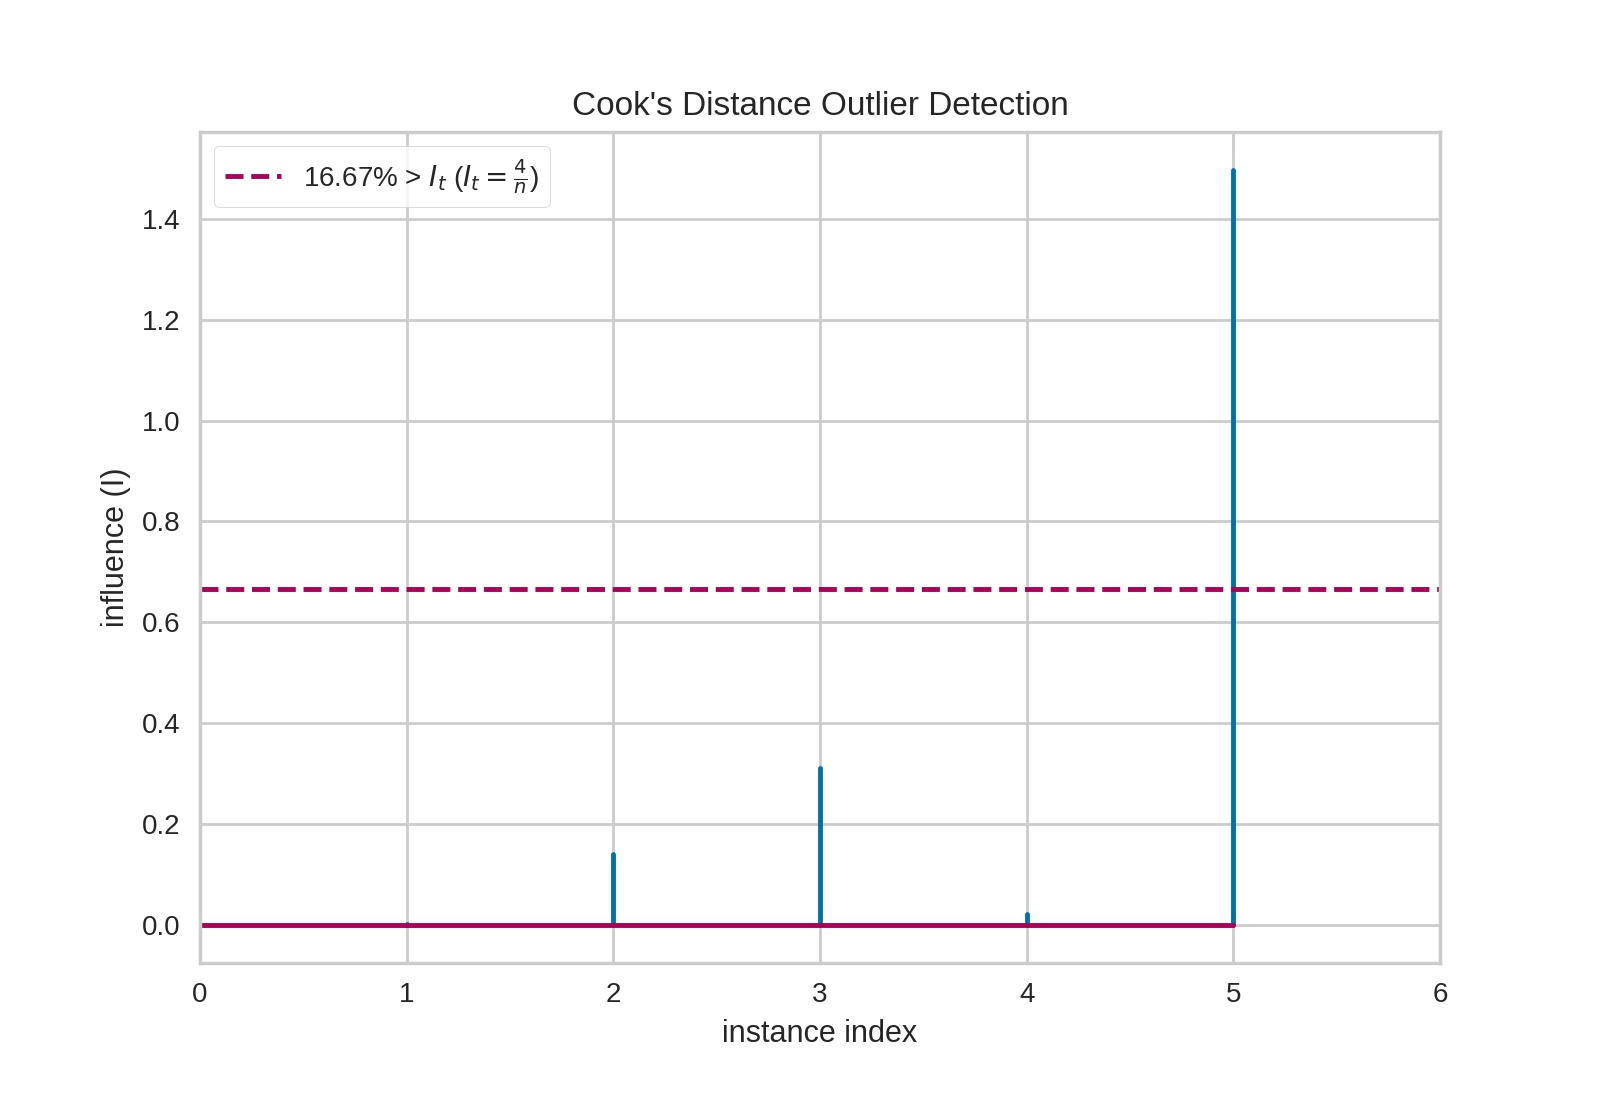 Cook's Distance Outlier Detection
16.67% > I_t (I_t = 4/n)
influence (I)
1.4
1.2
1.0
0.8
0.6
0.4
0.2
0.0
0 1 2 3 4 5 6
instance index